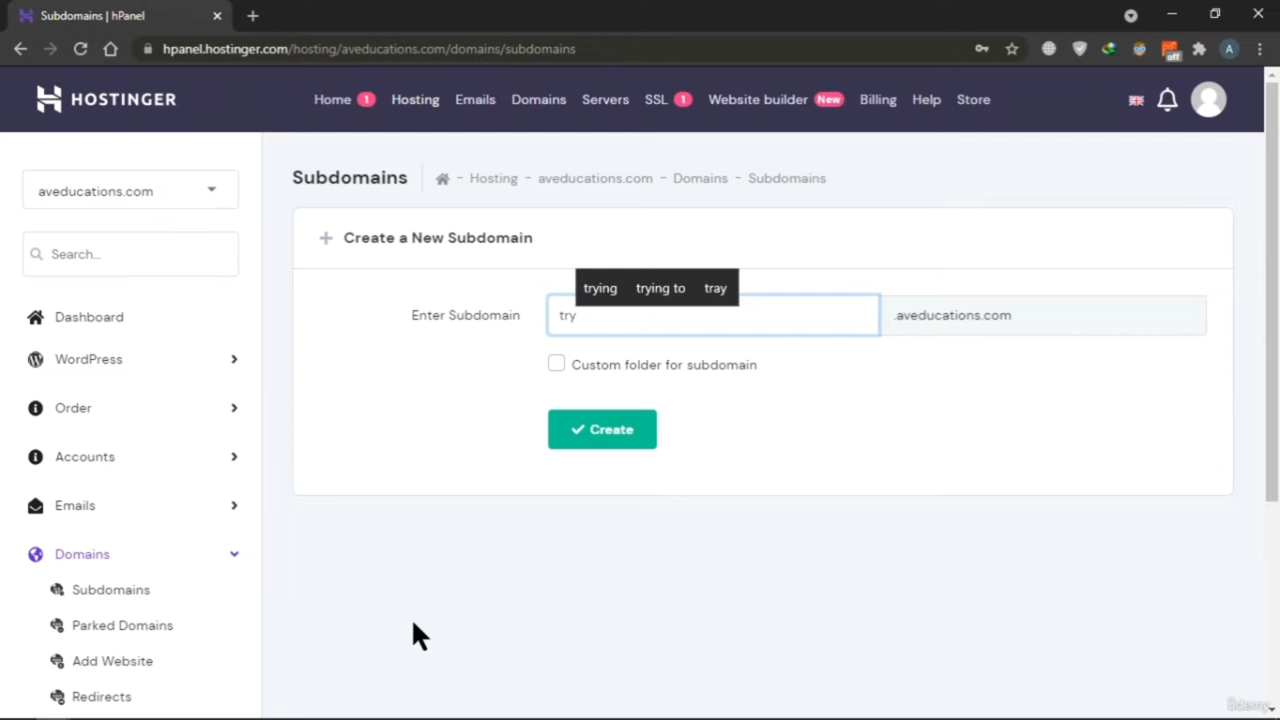 Subdomains | hPanel
hpanel.hostinger.com/hosting/aveducations.com/domains/subdomains
off
A
HOSTINGER
Home 1 Hosting Emails Domains Servers SSL 1 Website builder New Billing Help Store
aveducations.com
Subdomains - Hosting - aveducations.com - Domains - Subdomains
Search...
+ Create a New Subdomain
trying trying to tray
Enter Subdomain try .aveducations.com
Custom folder for subdomain
Create
Dashboard
WordPress
Order
Accounts
Emails
Domains
Subdomains
Parked Domains
Add Website
Redirects
ûdemy